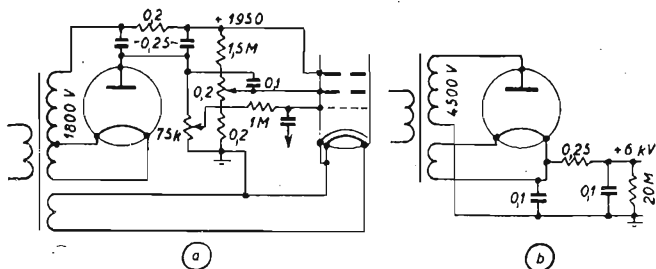 0,2
+ 1950
-0,25-
1,5M
0,1
1800 V
0,2
75k
1M
0,2
a
4500 V
0,25
+6 kV
0,1
0,1
20M
b